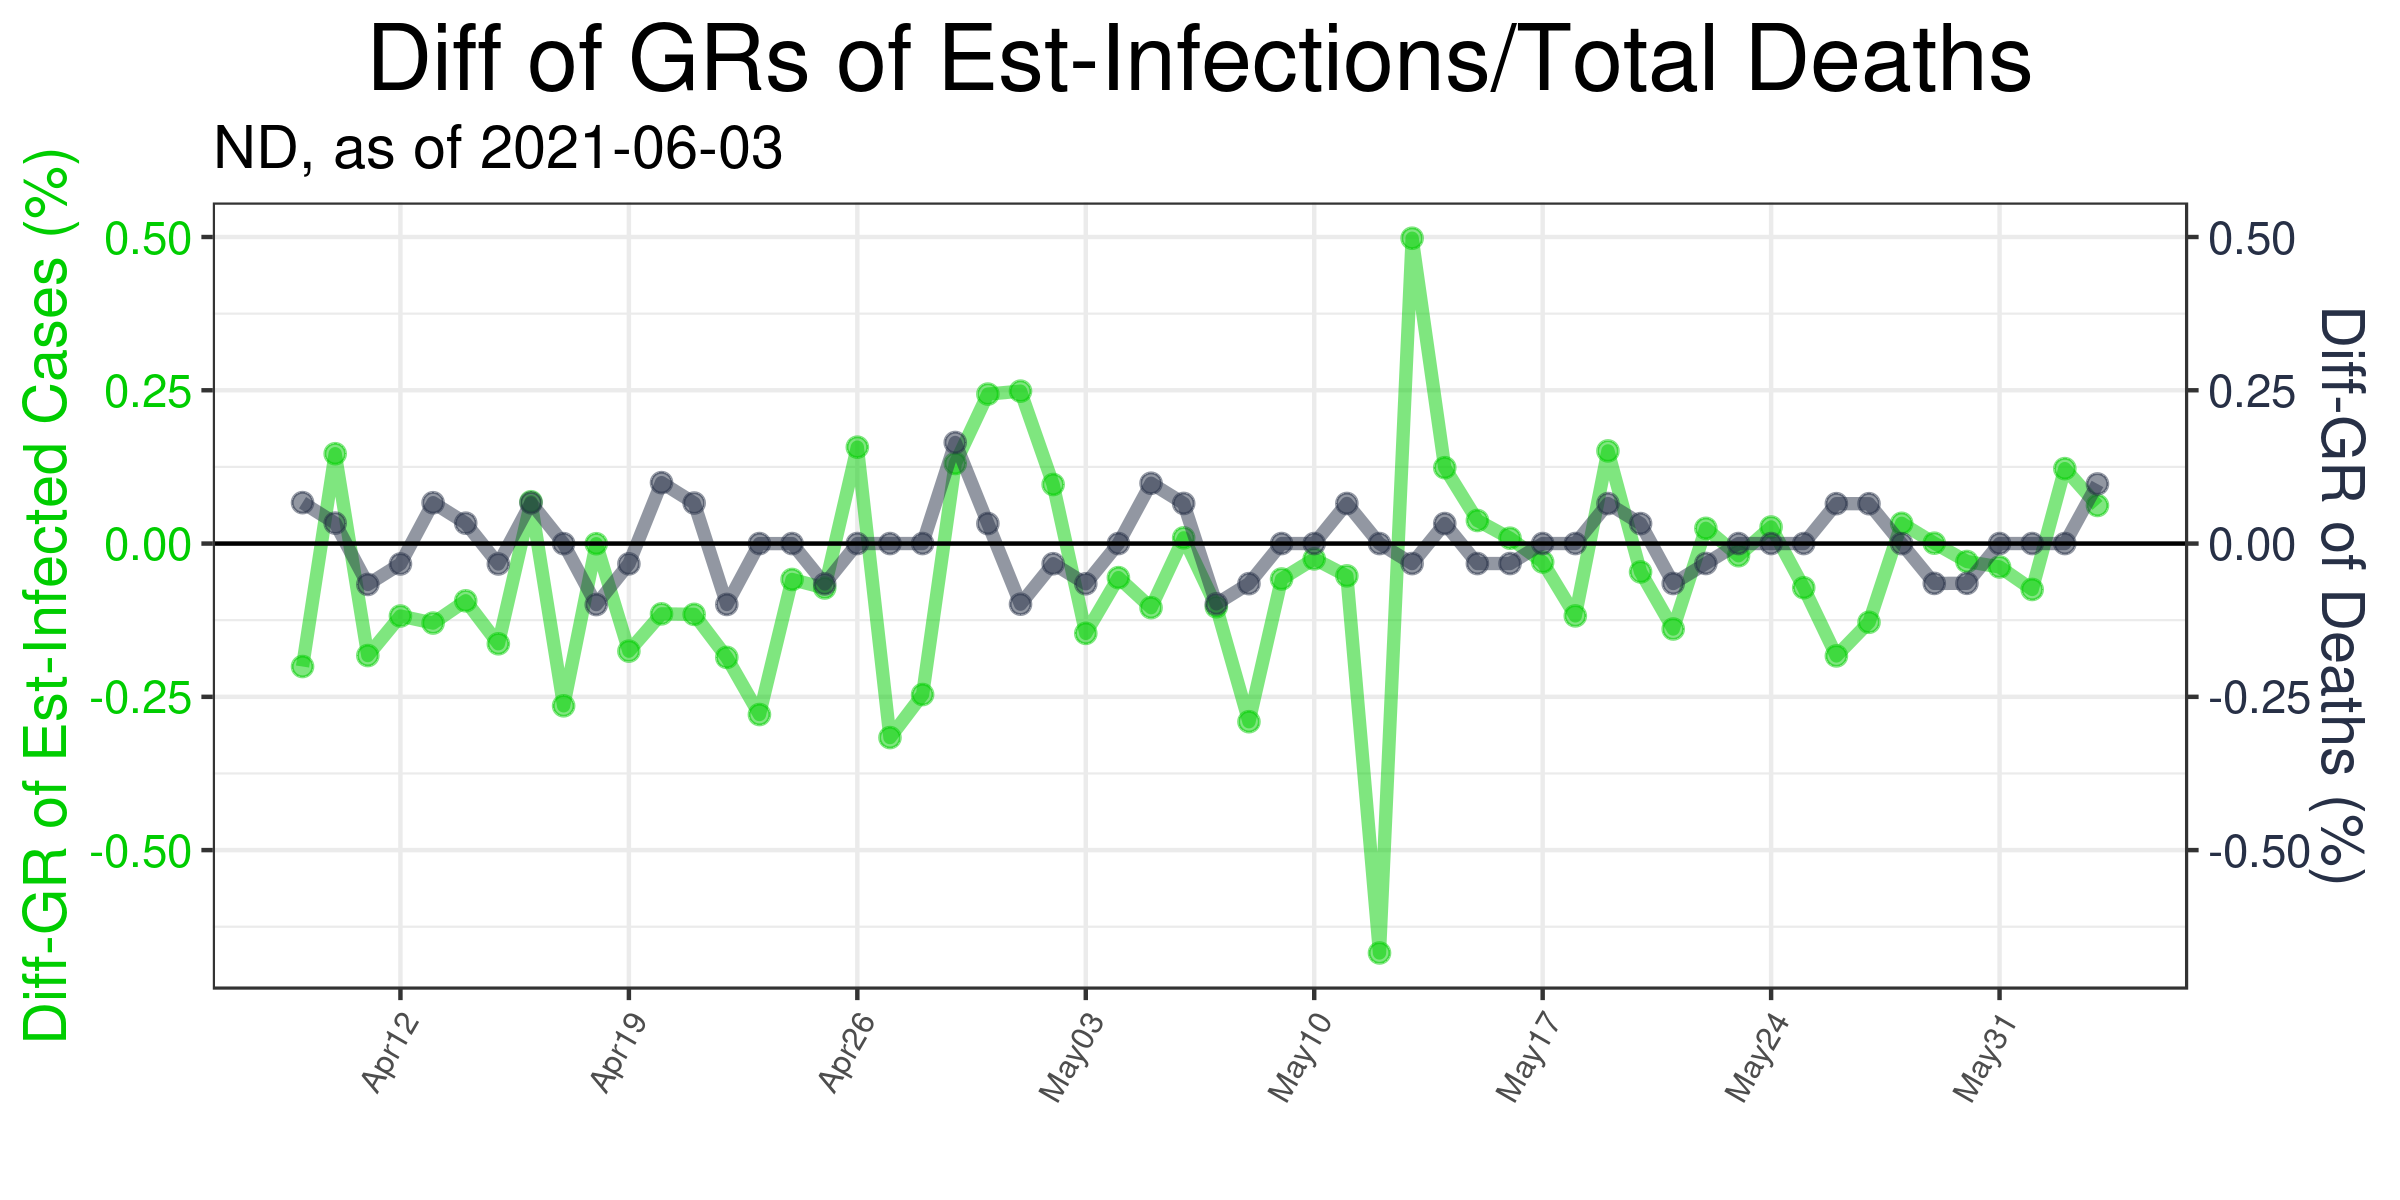 Diff of GRs of Est-Infections/Total Deaths
ND, as of 2021-06-03
Diff-GR of Est-Infected Cases (%)
0.50
0.25
0.00
-0.25
-0.50
0.50
0.25
0.00
-0.25
-0.50
Diff-GR of Deaths (%)
Apr12
Apr19
Apr26
May03
May10
May17
May24
May31